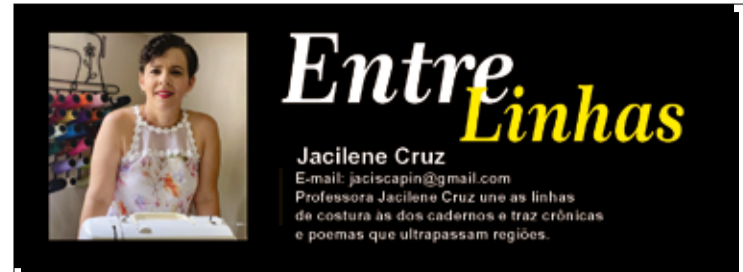 Entre
Linhas
Jacilene Cruz
E-mail: jaciscapin@gmail.com
Professora Jacilene Cruz une as linhas
de costura às dos cadernos e traz crônicas
e poemas que ultrapassam regiões.